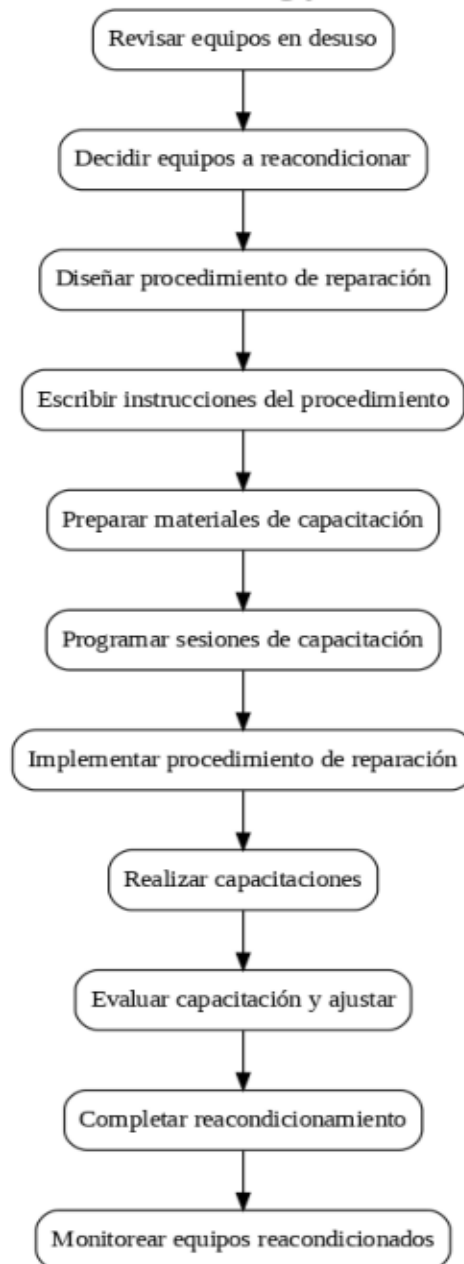 Revisar equipos en desuso
Decidir equipos a reacondicionar
Diseñar procedimiento de reparación
Escribir instrucciones del procedimiento
Preparar materiales de capacitación
Programar sesiones de capacitación
Implementar procedimiento de reparación
Realizar capacitaciones
Evaluar capacitación y ajustar
Completar reacondicionamiento
Monitorear equipos reacondicionados